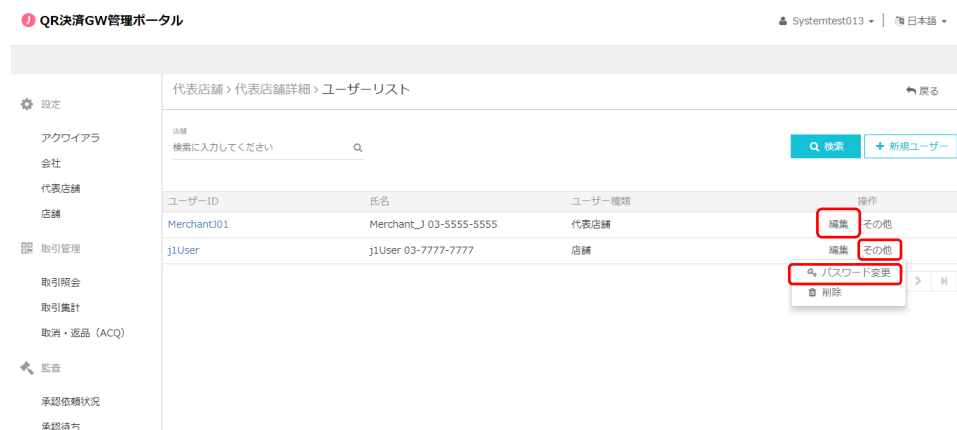 J QR決済GW管理ポータル
Systemtest013
日本語
代表店舗 > 代表店舗詳細 > ユーザーリスト
戻る
設定
アクワイアラ
会社
代表店舗
店舗
取引管理
取引照会
取引集計
取消・返品（ACQ）
監査
承認依頼状況
承認待ち
店舗
検索に入力してください
検索
+ 新規ユーザー
ユーザーID 氏名 ユーザー種類 操作
MerchantJ01 Merchant_J 03-5555-5555 代表店舗 編集 その他
j1User j1User 03-7777-7777 店舗 編集 その他
パスワード変更
削除